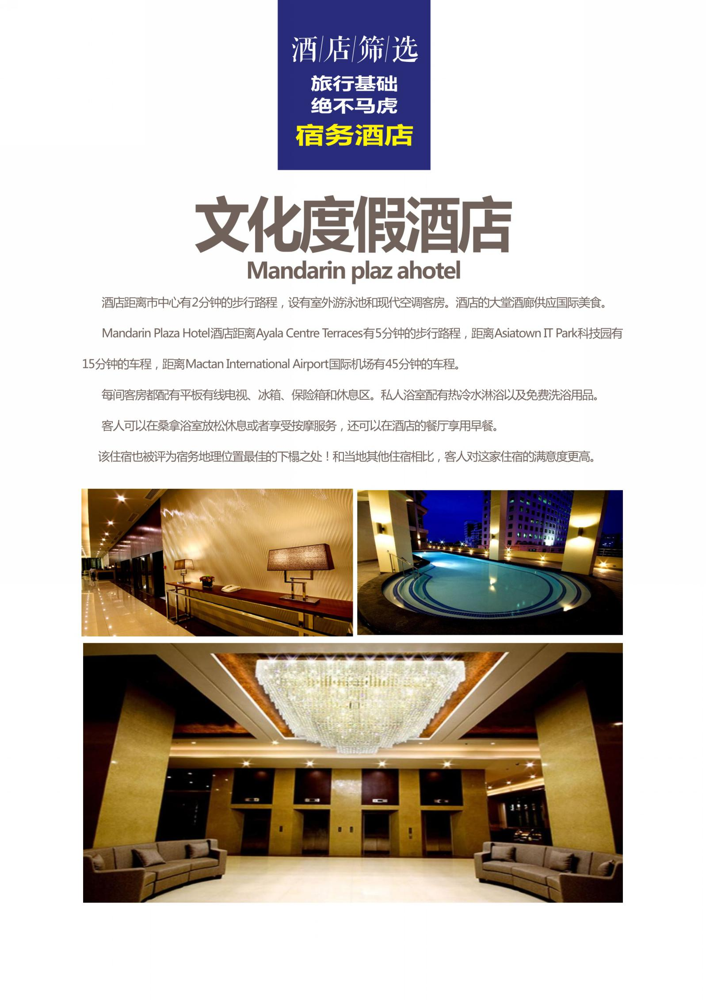 酒/店/筛/选
旅行基础
绝不马虎
宿务酒店
文化度假酒店
Mandarin plaz ahotel
酒店距离市中心有2分钟的步行路程，设有室外游泳池和现代空调客房。酒店的大堂酒廊供应国际美食。
Mandarin Plaza Hotel酒店距离Ayala Centre Terraces有5分钟的步行路程，距离Asiatown IT Park科技园有
15分钟的车程，距离Mactan International Airport国际机场有45分钟的车程。
每间客房都配有平板有线电视、冰箱、保险箱和休息区。私人浴室配有热冷水淋浴以及免费洗浴用品。
客人可以在桑拿浴室放松休息或者享受按摩服务，还可以在酒店的餐厅享用早餐。
该住宿也被评为宿务地理位置最佳的下榻之处！和当地其他住宿相比，客人对这家住宿的满意度更高。